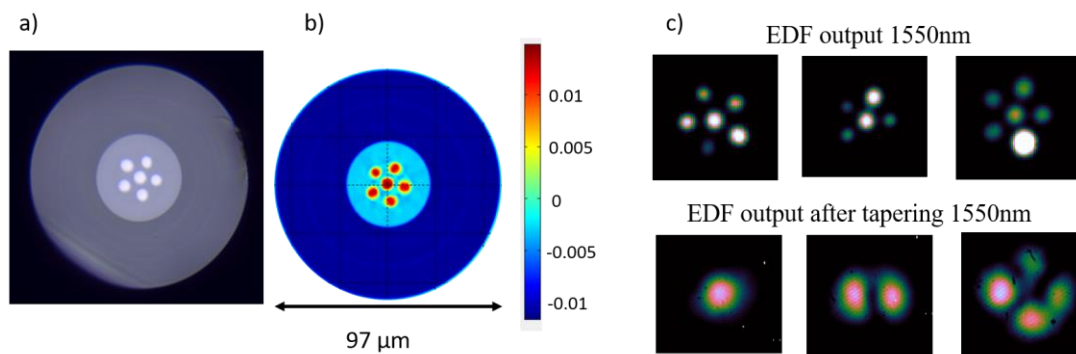 a)
b)
c)
EDF output 1550nm
0.01
0.005
0
-0.005
-0.01
97 μm
EDF output after tapering 1550nm